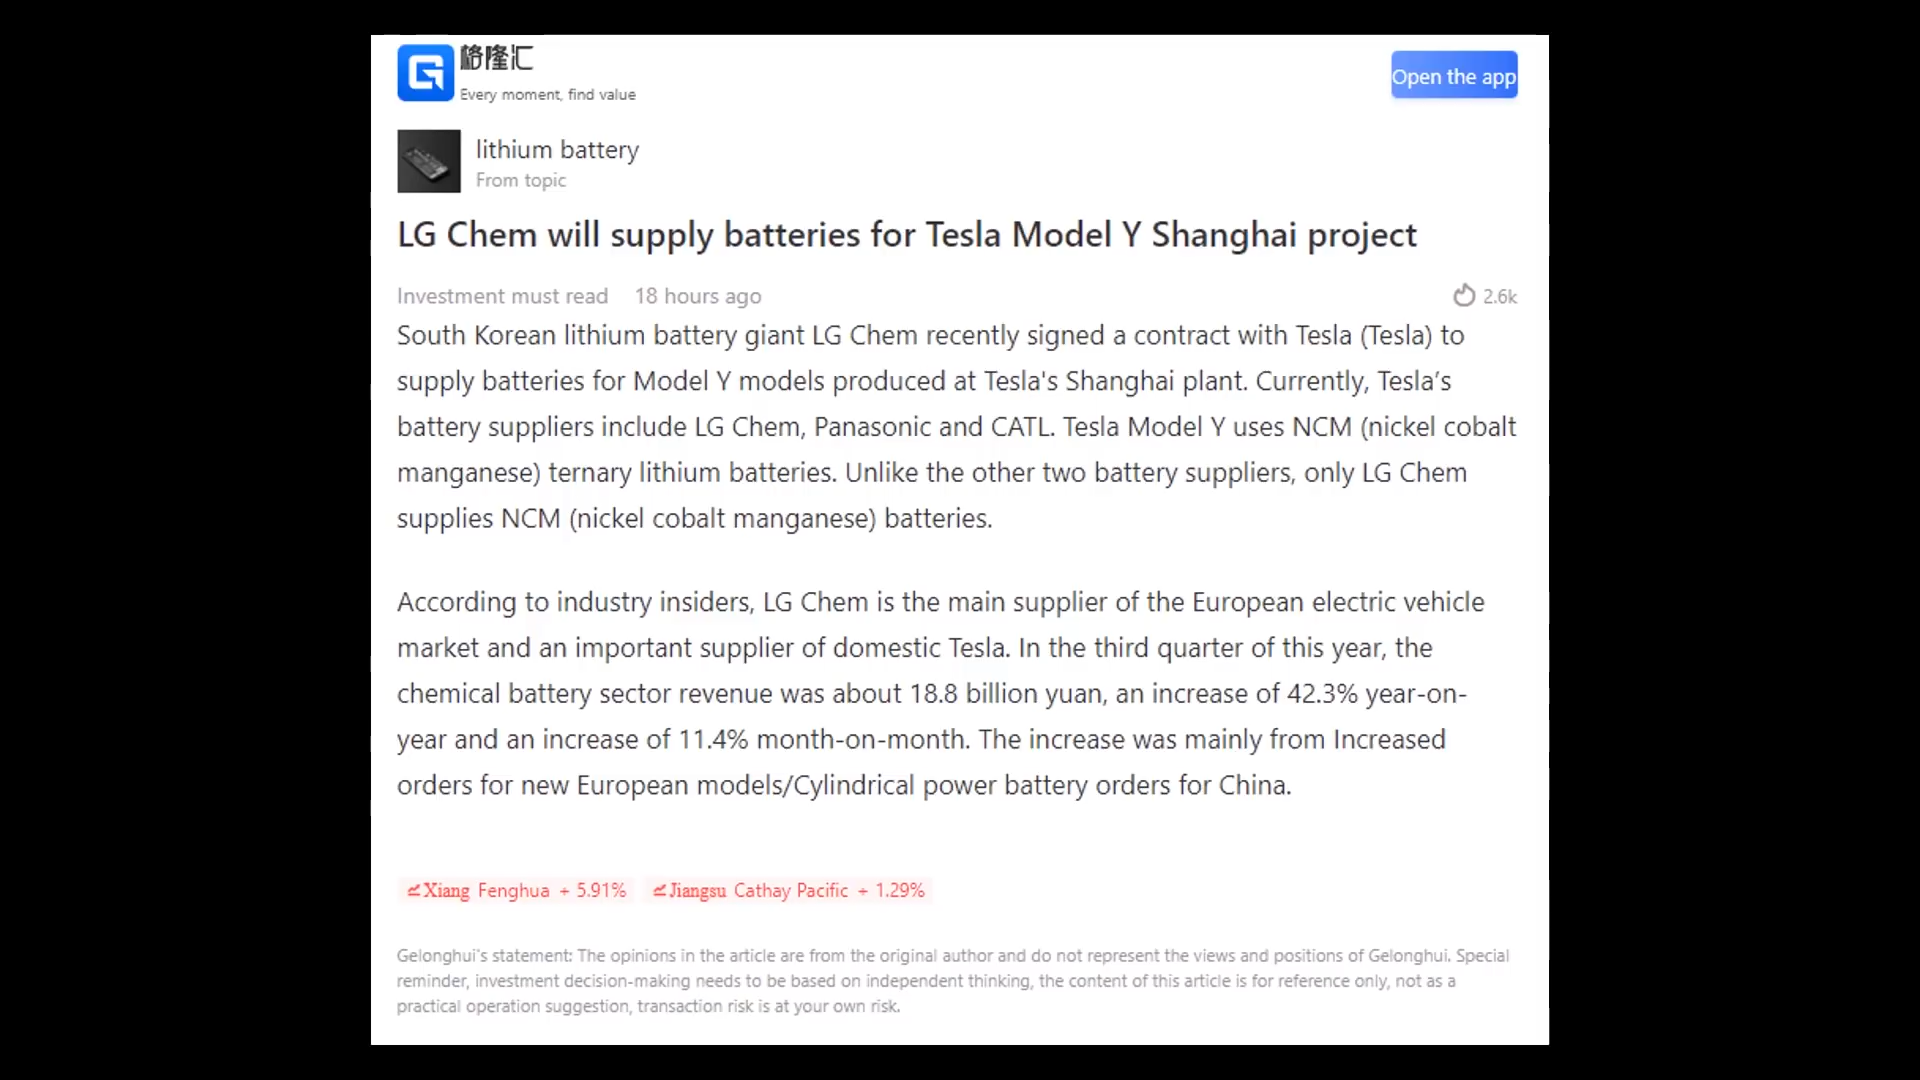 格隆汇
Every moment, find value
Open the app
lithium battery
From topic
LG Chem will supply batteries for Tesla Model Y Shanghai project
Investment must read 18 hours ago 2.6k
South Korean lithium battery giant LG Chem recently signed a contract with Tesla (Tesla) to
supply batteries for Model Y models produced at Tesla's Shanghai plant. Currently, Tesla’s
battery suppliers include LG Chem, Panasonic and CATL. Tesla Model Y uses NCM (nickel cobalt
manganese) ternary lithium batteries. Unlike the other two battery suppliers, only LG Chem
supplies NCM (nickel cobalt manganese) batteries.
According to industry insiders, LG Chem is the main supplier of the European electric vehicle
market and an important supplier of domestic Tesla. In the third quarter of this year, the
chemical battery sector revenue was about 18.8 billion yuan, an increase of 42.3% year-on-
year and an increase of 11.4% month-on-month. The increase was mainly from Increased
orders for new European models/Cylindrical power battery orders for China.
Xiang Fenghua + 5.91% Jiangsu Cathay Pacific + 1.29%
Gelonghui's statement: The opinions in the article are from the original author and do not represent the views and positions of Gelonghui. Special
reminder, investment decision-making needs to be based on independent thinking, the content of this article is for reference only, not as a
practical operation suggestion, transaction risk is at your own risk.